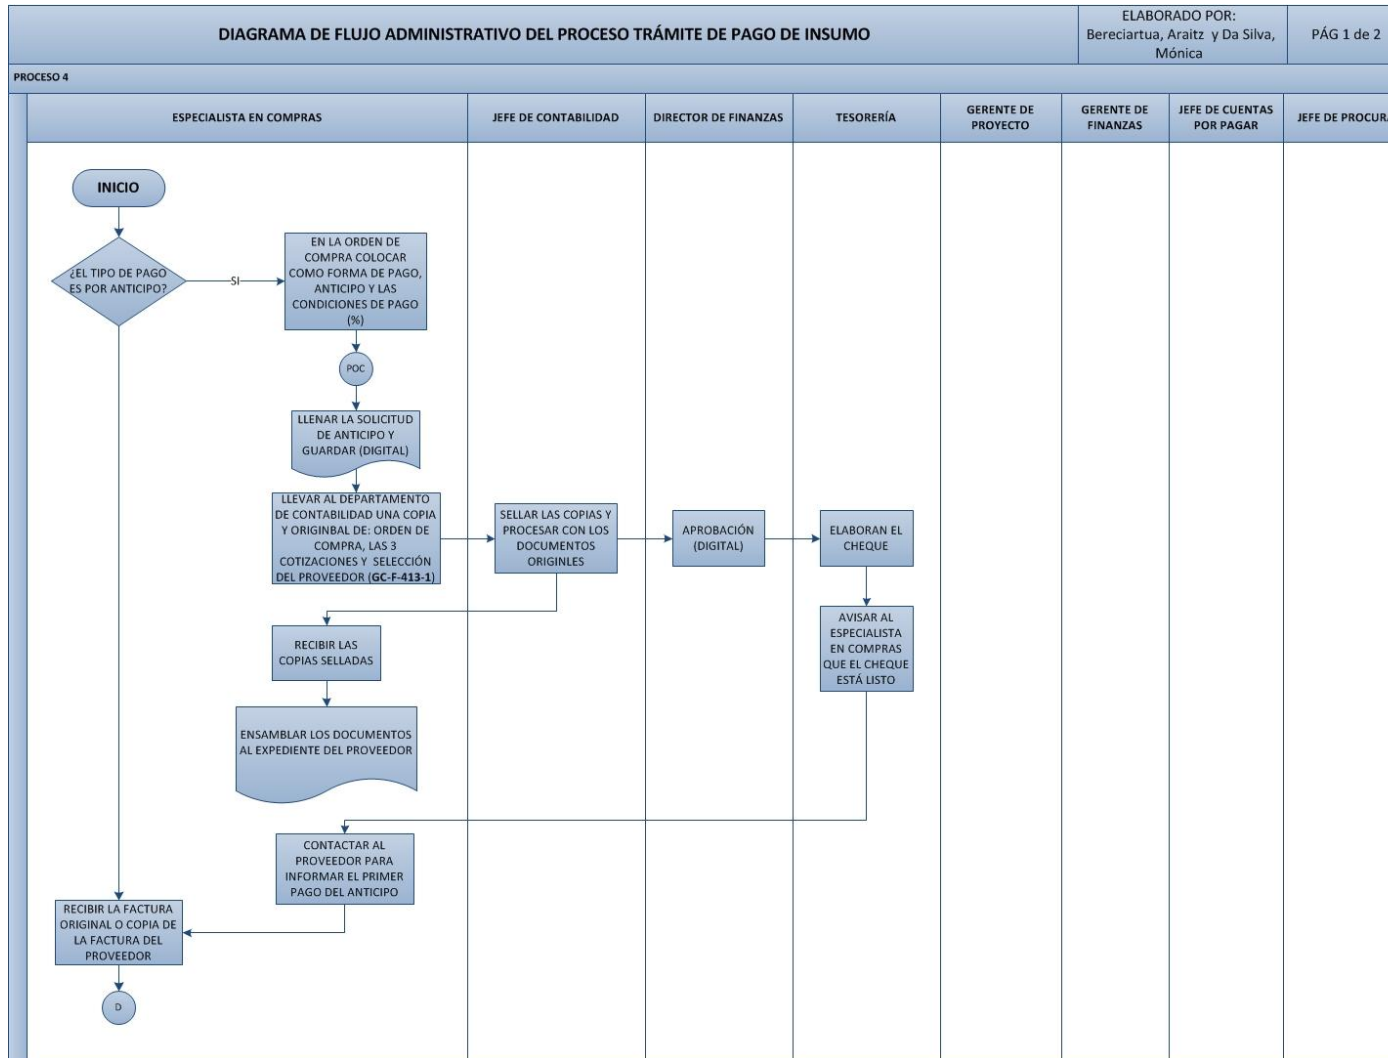 DIAGRAMA DE FLUJO ADMINISTRATIVO DEL PROCESO TRÁMITE DE PAGO DE INSUMO
ELABORADO POR:
Bereciartua, Araitz y Da Silva,
Mónica
PÁG 1 de 2
PROCESO 4
ESPECIALISTA EN COMPRAS
JEFE DE CONTABILIDAD
DIRECTOR DE FINANZAS
TESORERÍA
GERENTE DE
PROYECTO
GERENTE DE
FINANZAS
JEFE DE CUENTAS
POR PAGAR
JEFE DE PROCURA
INICIO
¿EL TIPO DE PAGO
ES POR ANTICIPO?
SI
EN LA ORDEN DE
COMPRA COLOCAR
COMO FORMA DE PAGO,
ANTICIPO Y LAS
CONDICIONES DE PAGO
(%)
POC
LLENAR LA SOLICITUD
DE ANTICIPO Y
GUARDAR (DIGITAL)
LLEVAR AL DEPARTAMENTO
DE CONTABILIDAD UNA COPIA
Y ORIGINBAL DE: ORDEN DE
COMPRA, LAS 3
COTIZACIONES Y SELECCIÓN
DEL PROVEEDOR (GC-F-413-1)
SELLAR LAS COPIAS Y
PROCESAR CON LOS
DOCUMENTOS
ORIGINLES
APROBACIÓN
(DIGITAL)
ELABORAN EL
CHEQUE
AVISAR AL
ESPECIALISTA
EN COMPRAS
QUE EL CHEQUE
ESTÁ LISTO
RECIBIR LAS
COPIAS SELLADAS
ENSAMBLAR LOS DOCUMENTOS
AL EXPEDIENTE DEL PROVEEDOR
CONTACTAR AL
PROVEEDOR PARA
INFORMAR EL PRIMER
PAGO DEL ANTICIPO
RECIBIR LA FACTURA
ORIGINAL O COPIA DE
LA FACTURA DEL
PROVEEDOR
D